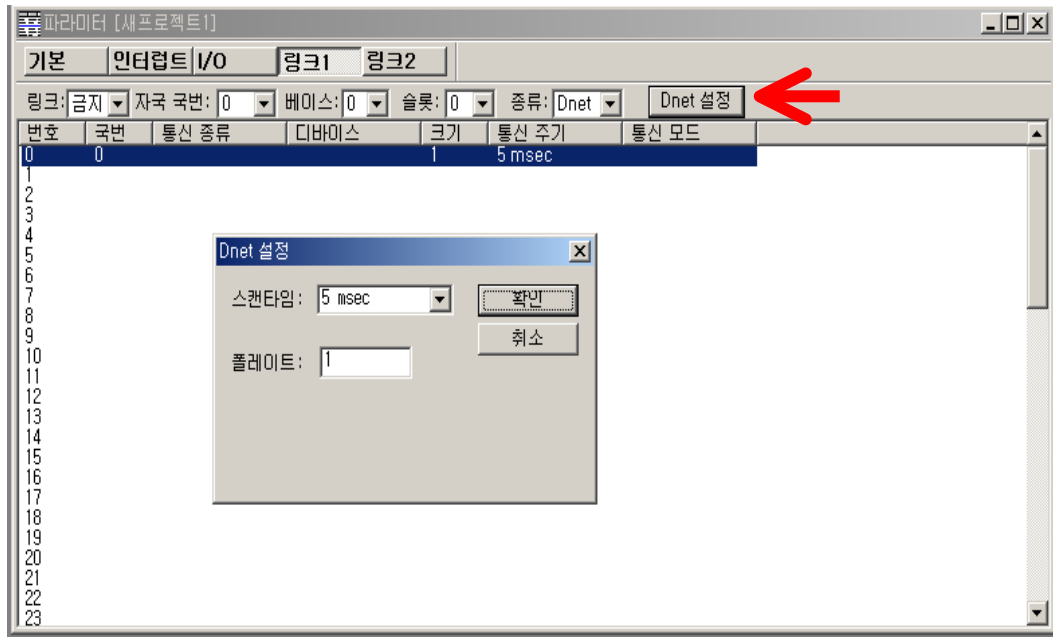 파라미터 [새프로젝트1]
기본 인터럽트 I/O 링크1 링크2
링크: 금지 자국 국번: 0 베이스: 0 슬롯: 0 종류: Dnet Dnet 설정
번호 국번 통신 종류 디바이스 크기 통신 주기 통신 모드
0 0 1 5 msec
1
2
3
4
Dnet 설정
5
6
스캔타임: 5 msec 확인
7
8
취소
9
폴레이트: 1
10
11
12
13
14
15
16
17
18
19
20
21
22
23